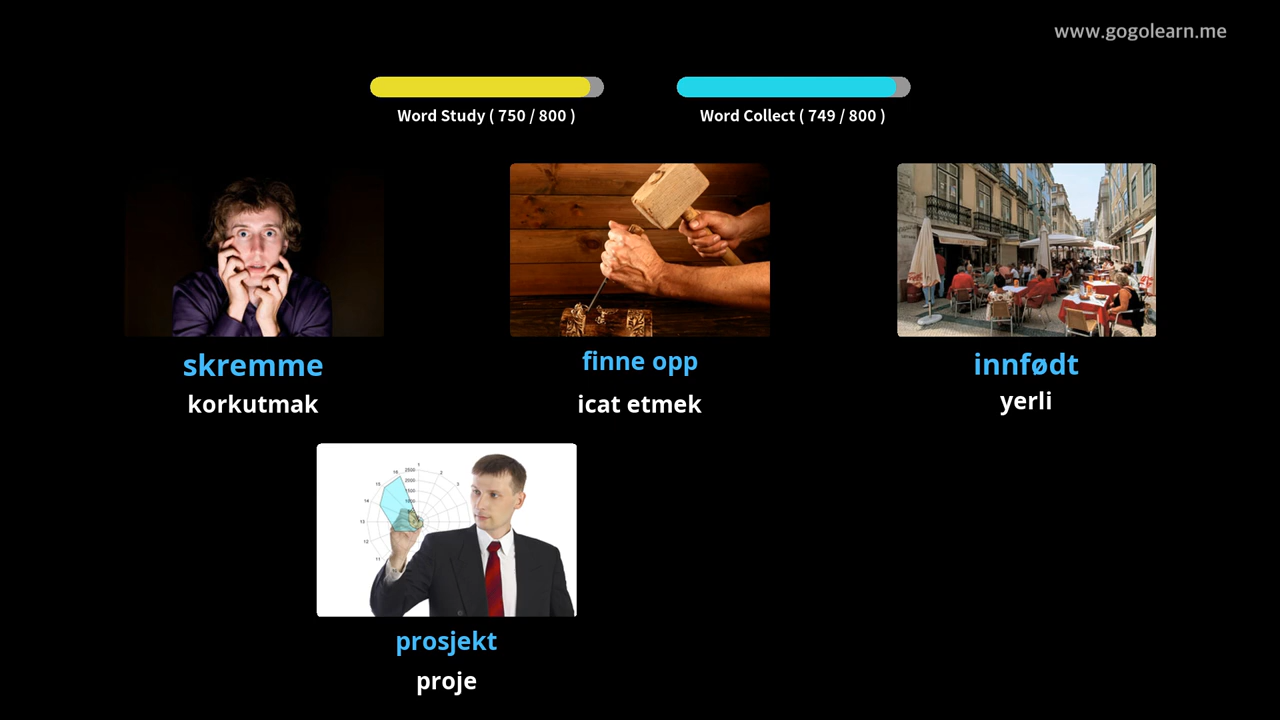 www.gogolearn.me
Word Study ( 750 / 800 )
Word Collect ( 749 / 800 )
skremme
korkutmak
finne opp
icat etmek
innfødt
yerli
prosjekt
proje